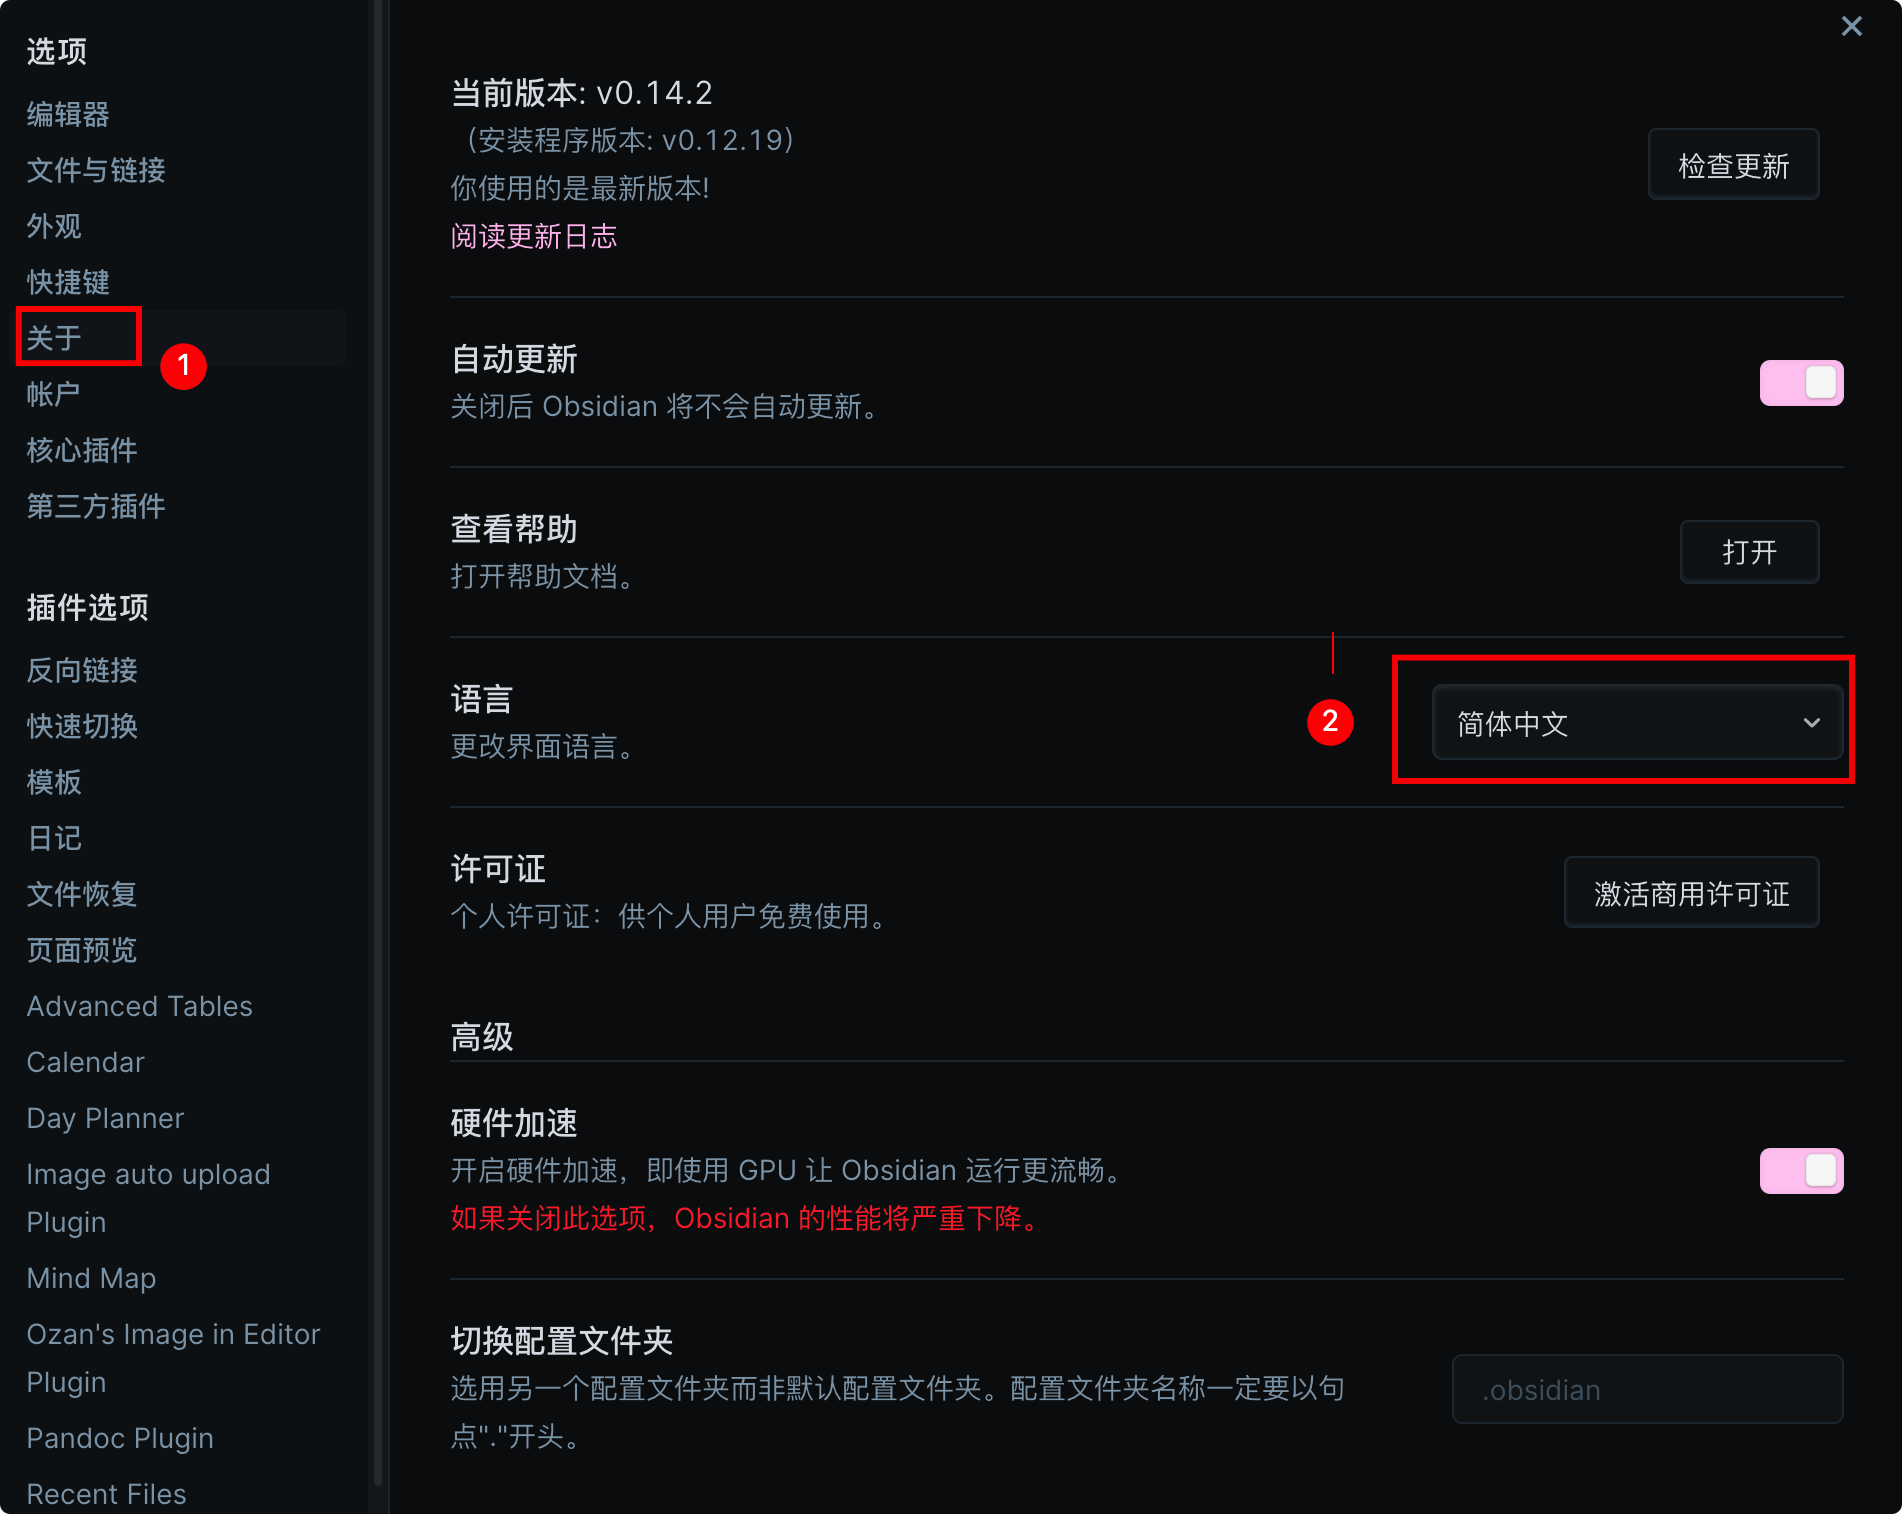 选项
编辑器
文件与链接
外观
快捷键
关于
1
帐户
核心插件
第三方插件
插件选项
反向链接
快速切换
模板
日记
文件恢复
页面预览
Advanced Tables
Calendar
Day Planner
Image auto upload
Plugin
Mind Map
Ozan's Image in Editor
Plugin
Pandoc Plugin
Recent Files
当前版本: v0.14.2
（安装程序版本: v0.12.19）
你使用的是最新版本!
阅读更新日志
检查更新
自动更新
关闭后 Obsidian 将不会自动更新。
查看帮助
打开帮助文档。
打开
语言
更改界面语言。
2
简体中文
许可证
个人许可证：供个人用户免费使用。
激活商用许可证
高级
硬件加速
开启硬件加速，即使用 GPU 让 Obsidian 运行更流畅。
如果关闭此选项，Obsidian 的性能将严重下降。
切换配置文件夹
选用另一个配置文件夹而非默认配置文件夹。配置文件夹名称一定要以句
点"."开头。
.obsidian